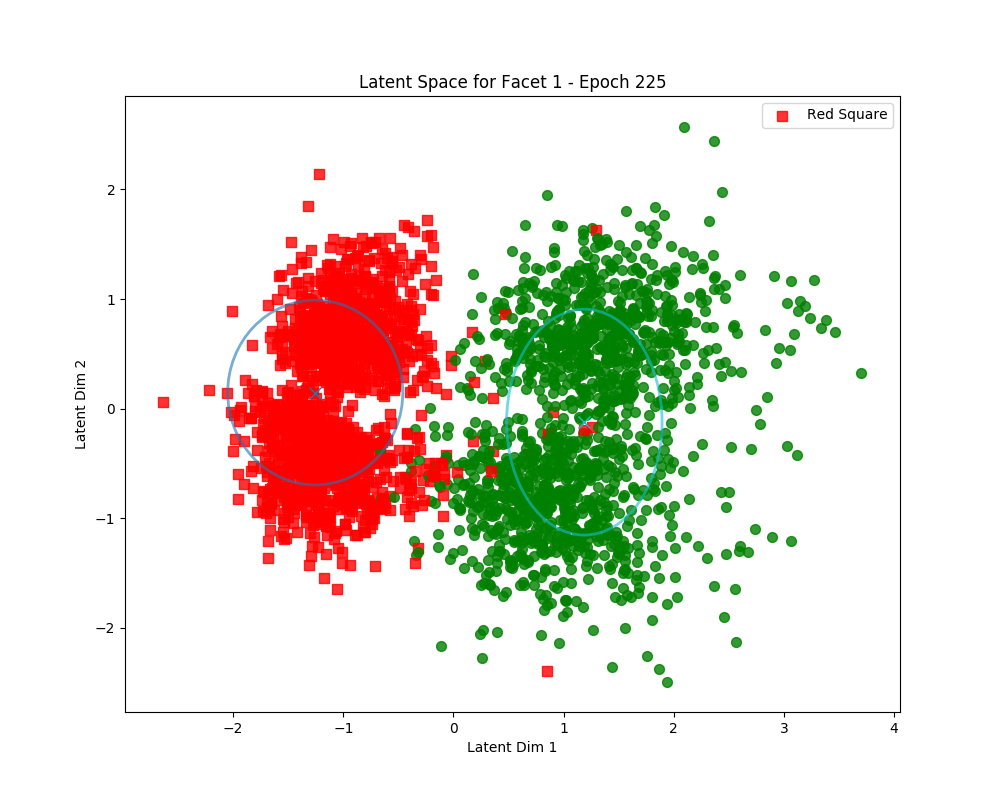 Latent Space for Facet 1 - Epoch 225
Red Square
2
1
0
−1
−2
Latent Dim 2
−2 −1 0 1 2 3 4
Latent Dim 1